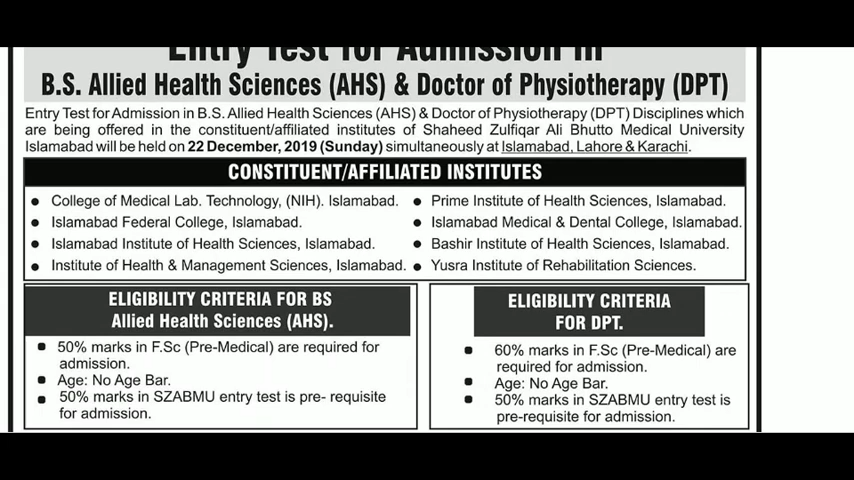 Entry Test for Admission in
B.S. Allied Health Sciences (AHS) & Doctor of Physiotherapy (DPT)
Entry Test for Admission in B.S. Allied Health Sciences (AHS) & Doctor of Physiotherapy (DPT) Disciplines which
are being offered in the constituent/affiliated institutes of Shaheed Zulfiqar Ali Bhutto Medical University
Islamabad will be held on 22 December, 2019 (Sunday) simultaneously at Islamabad, Lahore & Karachi.
CONSTITUENT/AFFILIATED INSTITUTES
• College of Medical Lab. Technology, (NIH). Islamabad.
• Islamabad Federal College, Islamabad.
• Islamabad Institute of Health Sciences, Islamabad.
• Institute of Health & Management Sciences, Islamabad.
• Prime Institute of Health Sciences, Islamabad.
• Islamabad Medical & Dental College, Islamabad.
• Bashir Institute of Health Sciences, Islamabad.
• Yusra Institute of Rehabilitation Sciences.
ELIGIBILITY CRITERIA FOR BS
Allied Health Sciences (AHS).
• 50% marks in F.Sc (Pre-Medical) are required for
admission.
• Age: No Age Bar.
• 50% marks in SZABMU entry test is pre- requisite
for admission.
ELIGIBILITY CRITERIA
FOR DPT.
• 60% marks in F.Sc (Pre-Medical) are
required for admission.
• Age: No Age Bar.
• 50% marks in SZABMU entry test is
pre-requisite for admission.